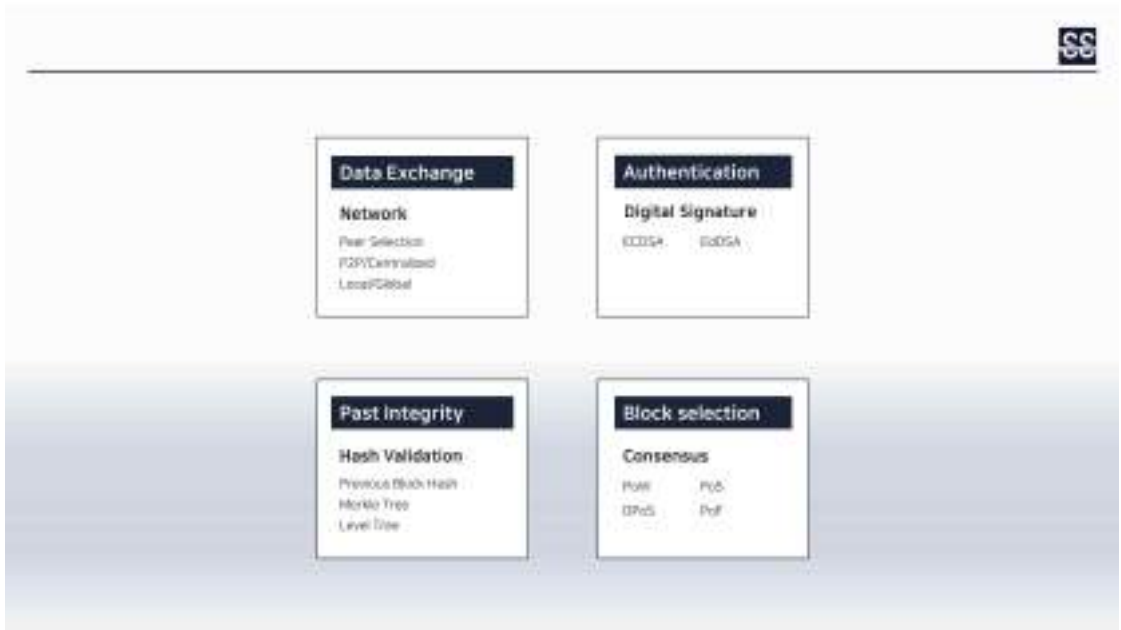 SS
Data Exchange
Network
Peer Selection
P2P/Centralized
Local/Global
Authentication
Digital Signature
ECDSA EdDSA
Past Integrity
Hash Validation
Previous Block Hash
Merkle Tree
Level Tree
Block selection
Consensus
PoW PoS
DPoS PoF